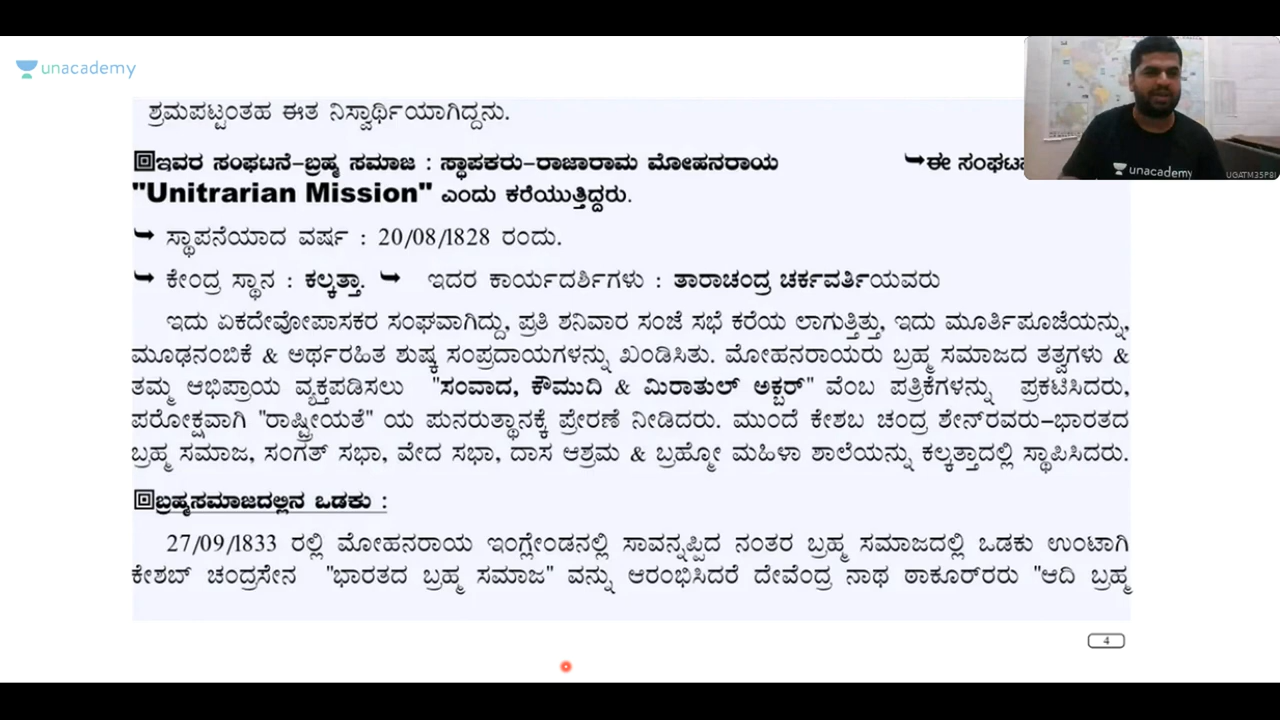 unacademy
ಶ್ರಮಪಟ್ಟಂತಹ ಈತ ನಿಸ್ವಾರ್ಥಿಯಾಗಿದ್ದನು.
ಇವರ ಸಂಘಟನೆ-ಬ್ರಹ್ಮ ಸಮಾಜ : ಸ್ಥಾಪಕರು-ರಾಜಾರಾಮ ಮೋಹನರಾಯ ➥ಈ
"Unitrarian Mission" ಎಂದು ಕರೆಯುತ್ತಿದ್ದರು.
➥ ಸ್ಥಾಪನೆಯಾದ ವರ್ಷ : 20/08/1828 ರಂದು.
➥ ಕೇಂದ್ರ ಸ್ಥಾನ : ಕಲ್ಕತ್ತಾ. ➥ ಇದರ ಕಾರ್ಯದರ್ಶಿಗಳು : ತಾರಾಚಂದ್ರ ಚರ್ಕವರ್ತಿಯವರು
ಇದು ಏಕದೇವೋಪಾಸಕರ ಸಂಘವಾಗಿದ್ದು, ಪ್ರತಿ ಶನಿವಾರ ಸಂಜೆ ಸಭೆ ಕರೆಯ ಲಾಗುತ್ತಿತ್ತು, ಇದು ಮೂರ್ತಿಪೂಜೆಯನ್ನು,
ಮೂಢನಂಬಿಕೆ & ಅರ್ಥರಹಿತ ಶುಷ್ಕ ಸಂಪ್ರದಾಯಗಳನ್ನು ಖಂಡಿಸಿತು. ಮೋಹನರಾಯರು ಬ್ರಹ್ಮ ಸಮಾಜದ ತತ್ವಗಳು &
ತಮ್ಮ ಆಭಿಪ್ರಾಯ ವ್ಯಕ್ತಪಡಿಸಲು "ಸಂವಾದ, ಕೌಮುದಿ & ಮಿರಾತುಲ್ ಅಕ್ಬರ್" ವೆಂಬ ಪತ್ರಿಕೆಗಳನ್ನು ಪ್ರಕಟಿಸಿದರು,
ಪರೋಕ್ಷವಾಗಿ "ರಾಷ್ಟ್ರೀಯತೆ" ಯ ಪುನರುತ್ಥಾನಕ್ಕೆ ಪ್ರೇರಣೆ ನೀಡಿದರು. ಮುಂದೆ ಕೇಶಬ ಚಂದ್ರ ಶೇನ್‌ರವರು-ಭಾರತದ
ಬ್ರಹ್ಮ ಸಮಾಜ, ಸಂಗತ್ ಸಭಾ, ವೇದ ಸಭಾ, ದಾಸ ಆಶ್ರಮ & ಬ್ರಹ್ಮೋ ಮಹಿಳಾ ಶಾಲೆಯನ್ನು ಕಲ್ಕತ್ತಾದಲ್ಲಿ ಸ್ಥಾಪಿಸಿದರು.
ಬ್ರಹ್ಮಸಮಾಜದಲ್ಲಿನ ಒಡಕು :
27/09/1833 ರಲ್ಲಿ ಮೋಹನರಾಯ ಇಂಗ್ಲೇಂಡನಲ್ಲಿ ಸಾವನ್ನಪ್ಪಿದ ನಂತರ ಬ್ರಹ್ಮ ಸಮಾಜದಲ್ಲಿ ಒಡಕು ಉಂಟಾಗಿ
ಕೇಶಬ್ ಚಂದ್ರಸೇನ "ಭಾರತದ ಬ್ರಹ್ಮ ಸಮಾಜ" ವನ್ನು ಆರಂಭಿಸಿದರೆ ದೇವೇಂದ್ರ ನಾಥ ಠಾಕೂರ್‌ರರು "ಆದಿ ಬ್ರಹ್ಮ
4
unacademy
UGATM35P8I